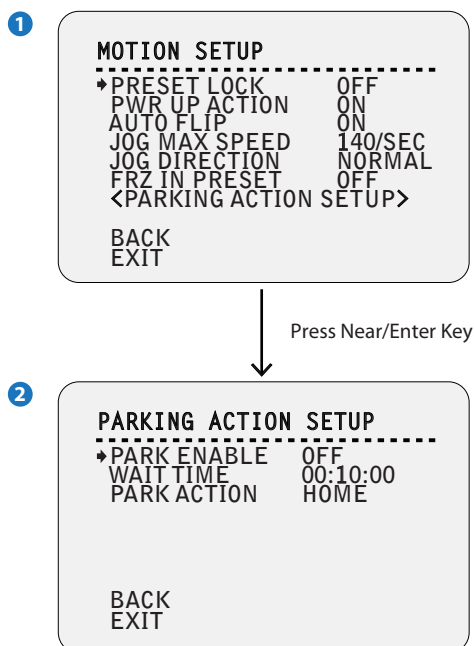 1
MOTION SETUP
PRESET LOCK OFF
PWR UP ACTION ON
AUTO FLIP ON
JOG MAX SPEED 140/SEC
JOG DIRECTION NORMAL
FRZ IN PRESET OFF
<PARKING ACTION SETUP>
BACK
EXIT
Press Near/Enter Key
2
PARKING ACTION SETUP
PARK ENABLE OFF
WAIT TIME 00:10:00
PARK ACTION HOME
BACK
EXIT